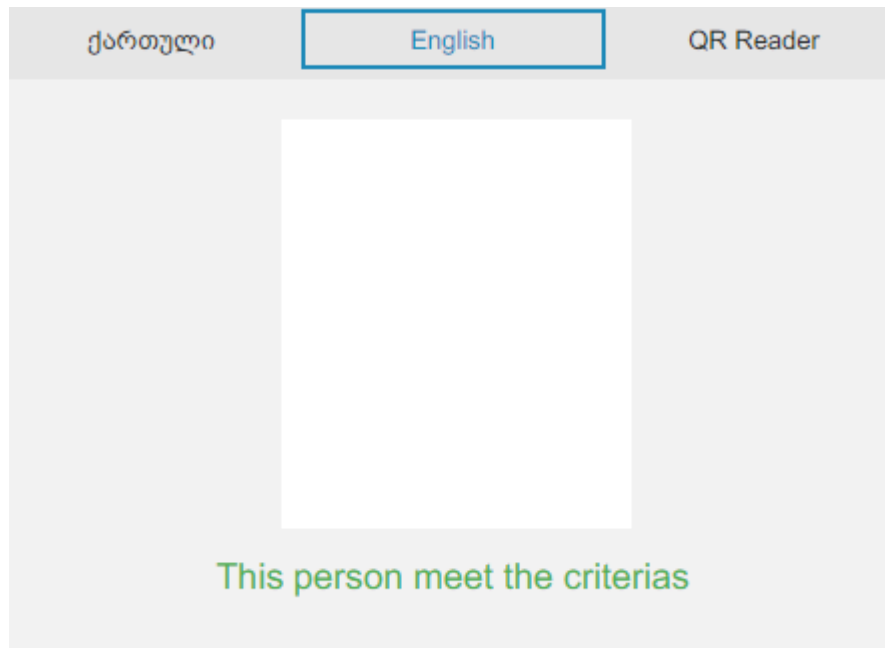 ქართული English QR Reader
This person meet the criterias